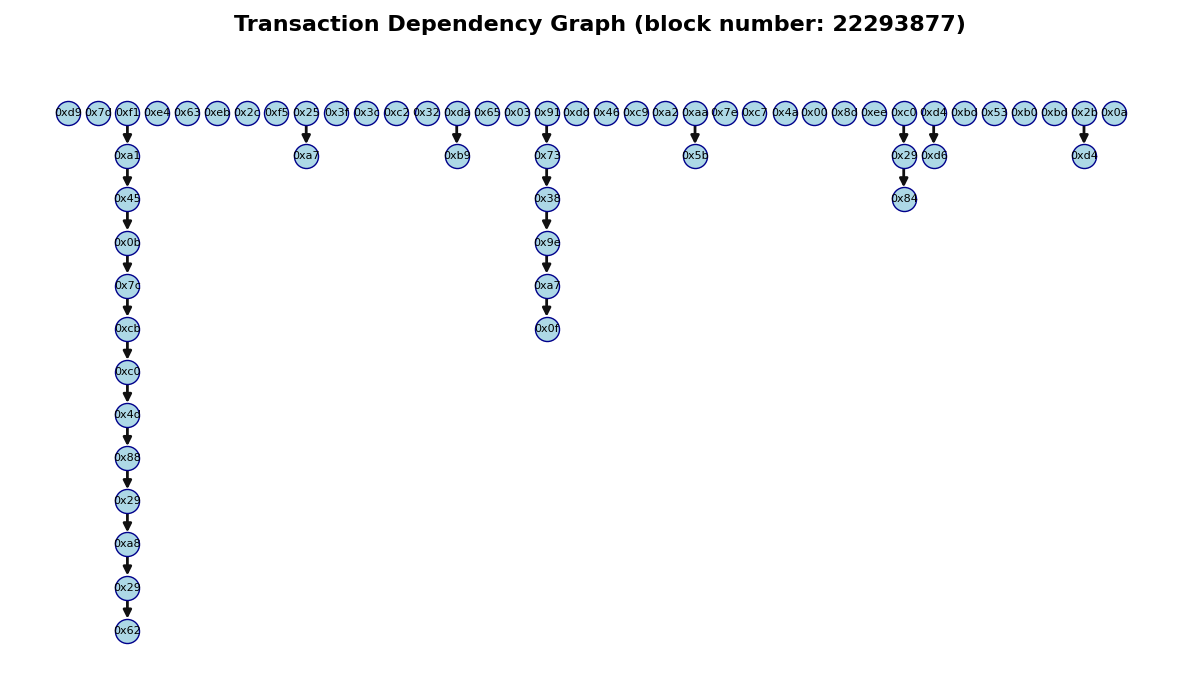 Transaction Dependency Graph (block number: 22293877)
0xd9 0x7d 0xf1 0xe4 0x63 0xeb 0x2c 0xf5 0x25 0x3f 0x3c 0xc2 0x32 0xda 0x65 0x03 0x91 0xdc 0x46 0xc9 0xa2 0xaa 0x7e 0xc7 0x4a 0x00 0x8d 0xee 0xc0 0xd4 0xbd 0x53 0xb0 0xbd 0x2b 0x0a
0xa1 0xa7 0xb9 0x73 0x5b 0x29 0xd6 0xd4
0x45 0x38 0x84
0x0b 0x9e
0x7c 0xa7
0xcb 0x0f
0xc0
0x4d
0x88
0x29
0xa8
0x29
0x62